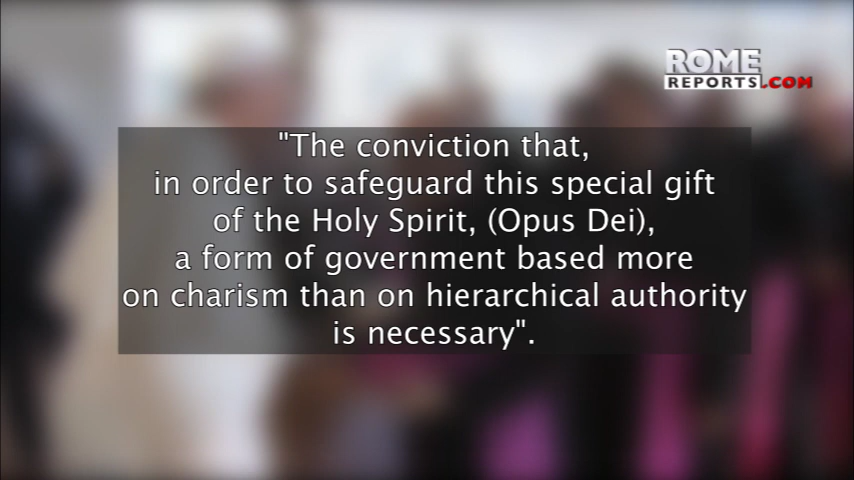 ROME
REPORTS.COM
"The conviction that,
in order to safeguard this special gift
of the Holy Spirit, (Opus Dei),
a form of government based more
on charism than on hierarchical authority
is necessary".